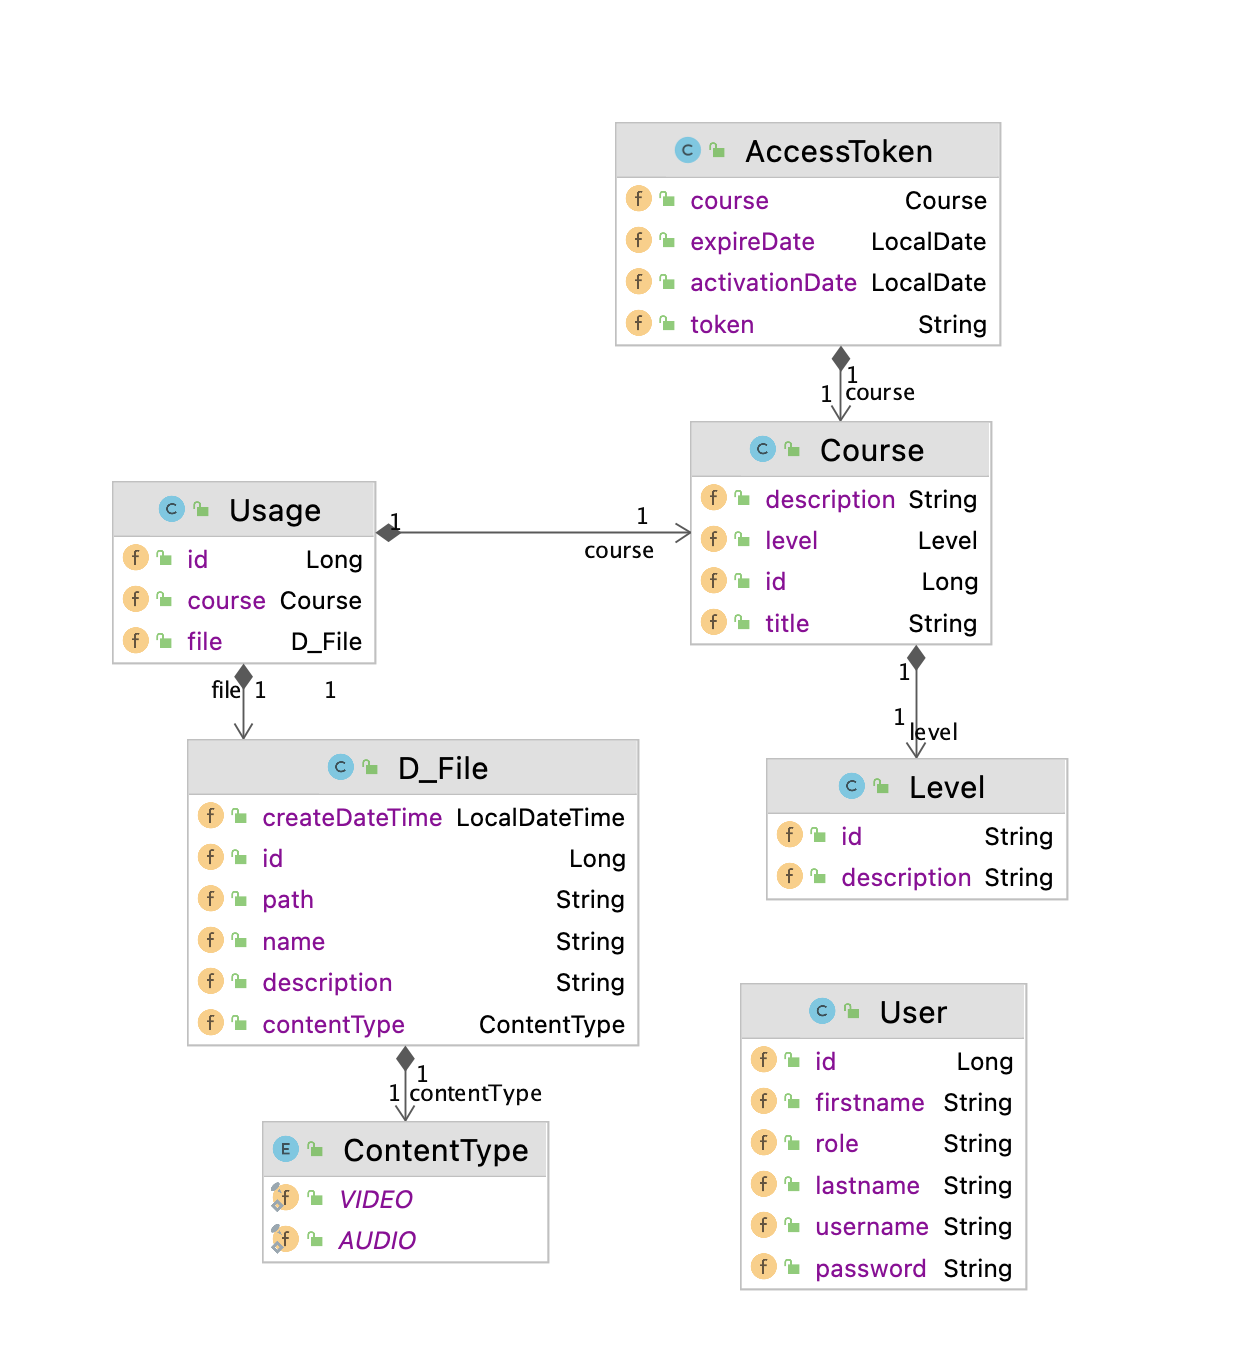 AccessToken
course Course
expireDate LocalDate
activationDate LocalDate
token String
1
1 course
Course
description String
level Level
id Long
title String
Usage
id Long
course Course
file D_File
1 1
course
file 1 1
1
1
level
D_File
createDateTime LocalDateTime
id Long
path String
name String
description String
contentType ContentType
Level
id String
description String
1
1 contentType
ContentType
VIDEO
AUDIO
User
id Long
firstname String
role String
lastname String
username String
password String